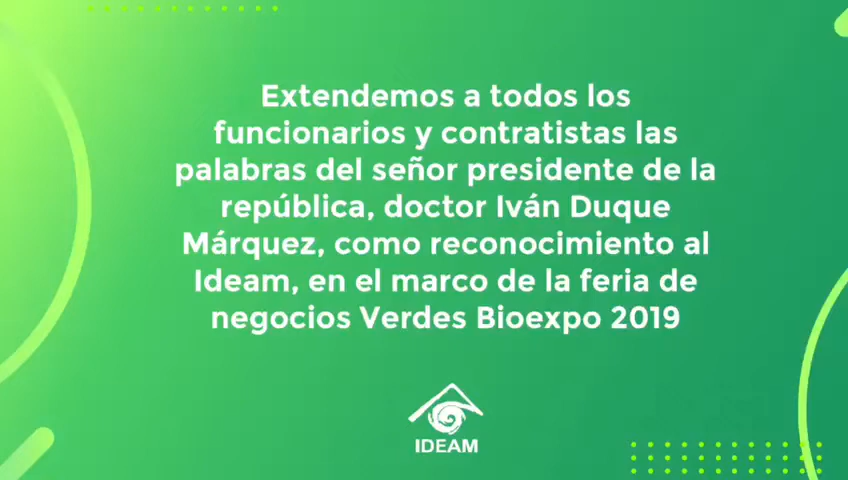 Extendemos a todos los
funcionarios y contratistas las
palabras del señor presidente de la
república, doctor Iván Duque
Márquez, como reconocimiento al
Ideam, en el marco de la feria de
negocios Verdes Bioexpo 2019
IDEAM